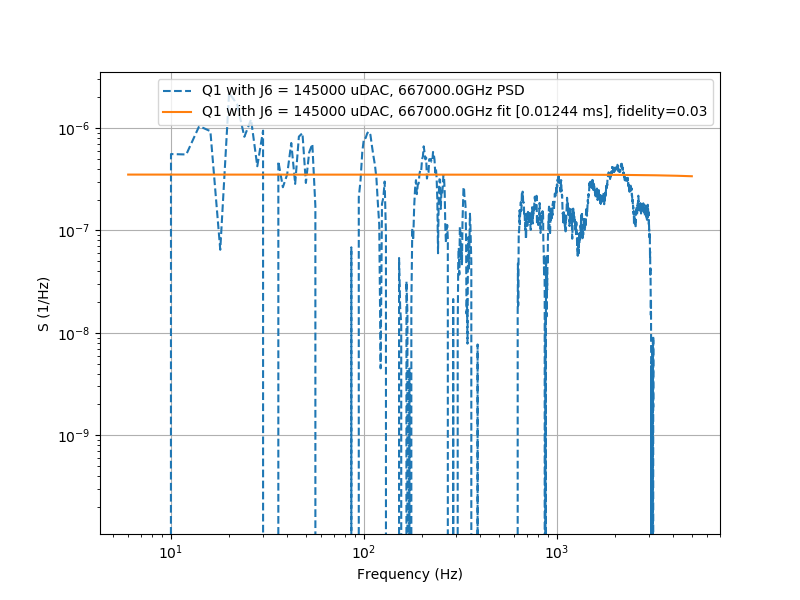 Q1 with J6 = 145000 uDAC, 667000.0GHz PSD
Q1 with J6 = 145000 uDAC, 667000.0GHz fit [0.01244 ms], fidelity=0.03
S (1/Hz)
10⁻⁶
10⁻⁷
10⁻⁸
10⁻⁹
10¹ 10² 10³
Frequency (Hz)